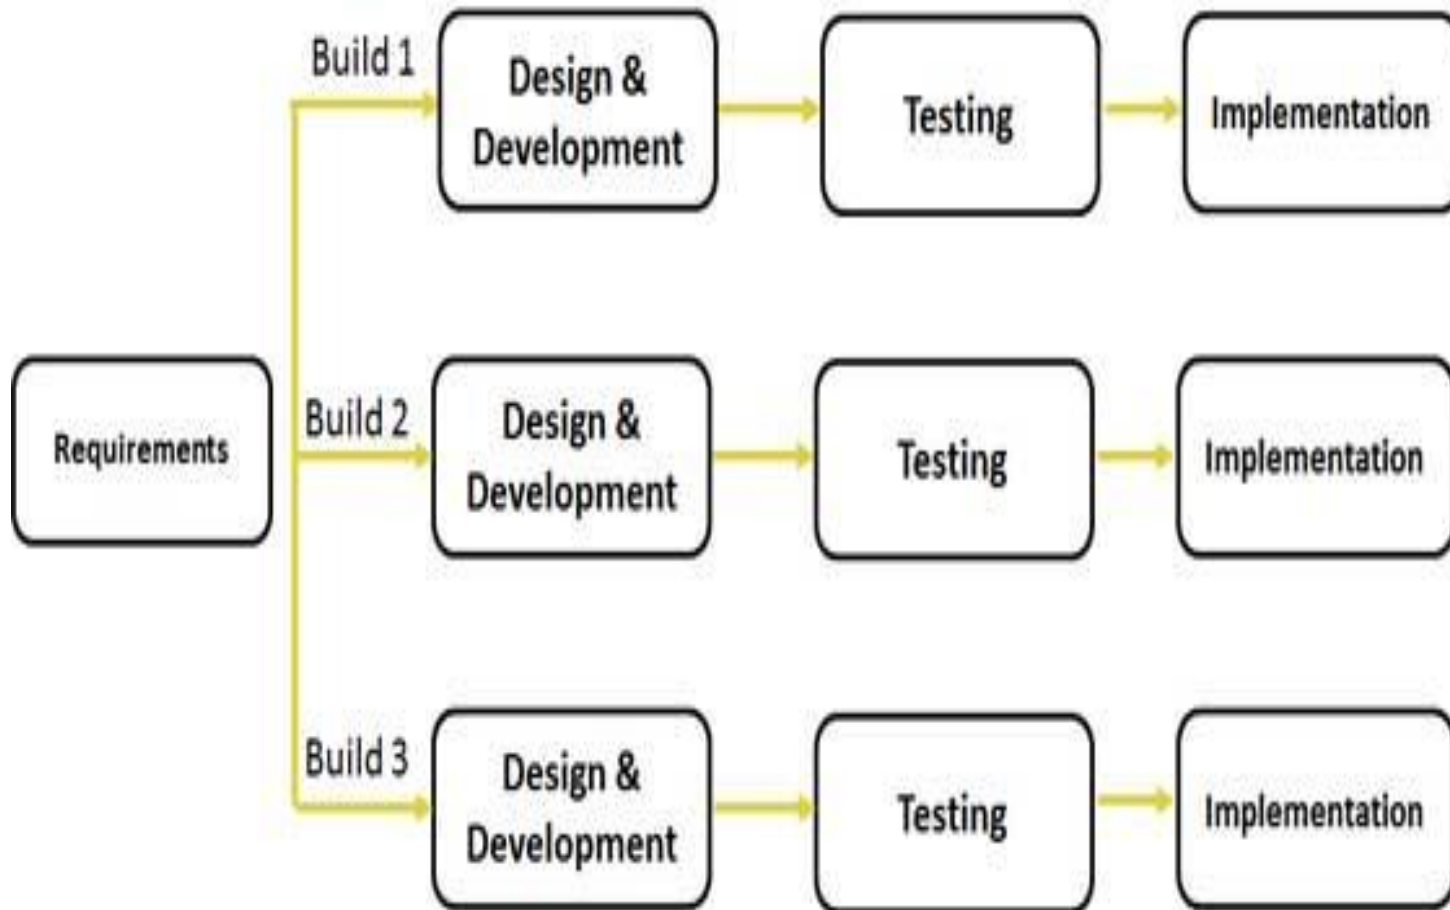 Build 1
Design &
Development
Testing
Implementation
Requirements
Build 2
Design &
Development
Testing
Implementation
Build 3
Design &
Development
Testing
Implementation